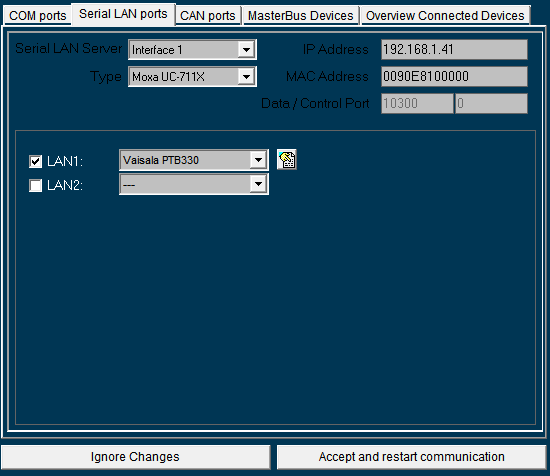 COM ports Serial LAN ports CAN ports MasterBus Devices Overview Connected Devices
Serial LAN Server Interface 1 IP Address 192.168.1.41
Type Moxa UC-711X MAC Address 0090E8100000
Data / Control Port 10300 0
LAN1: Vaisala PTB330
LAN2: ---
Ignore Changes Accept and restart communication